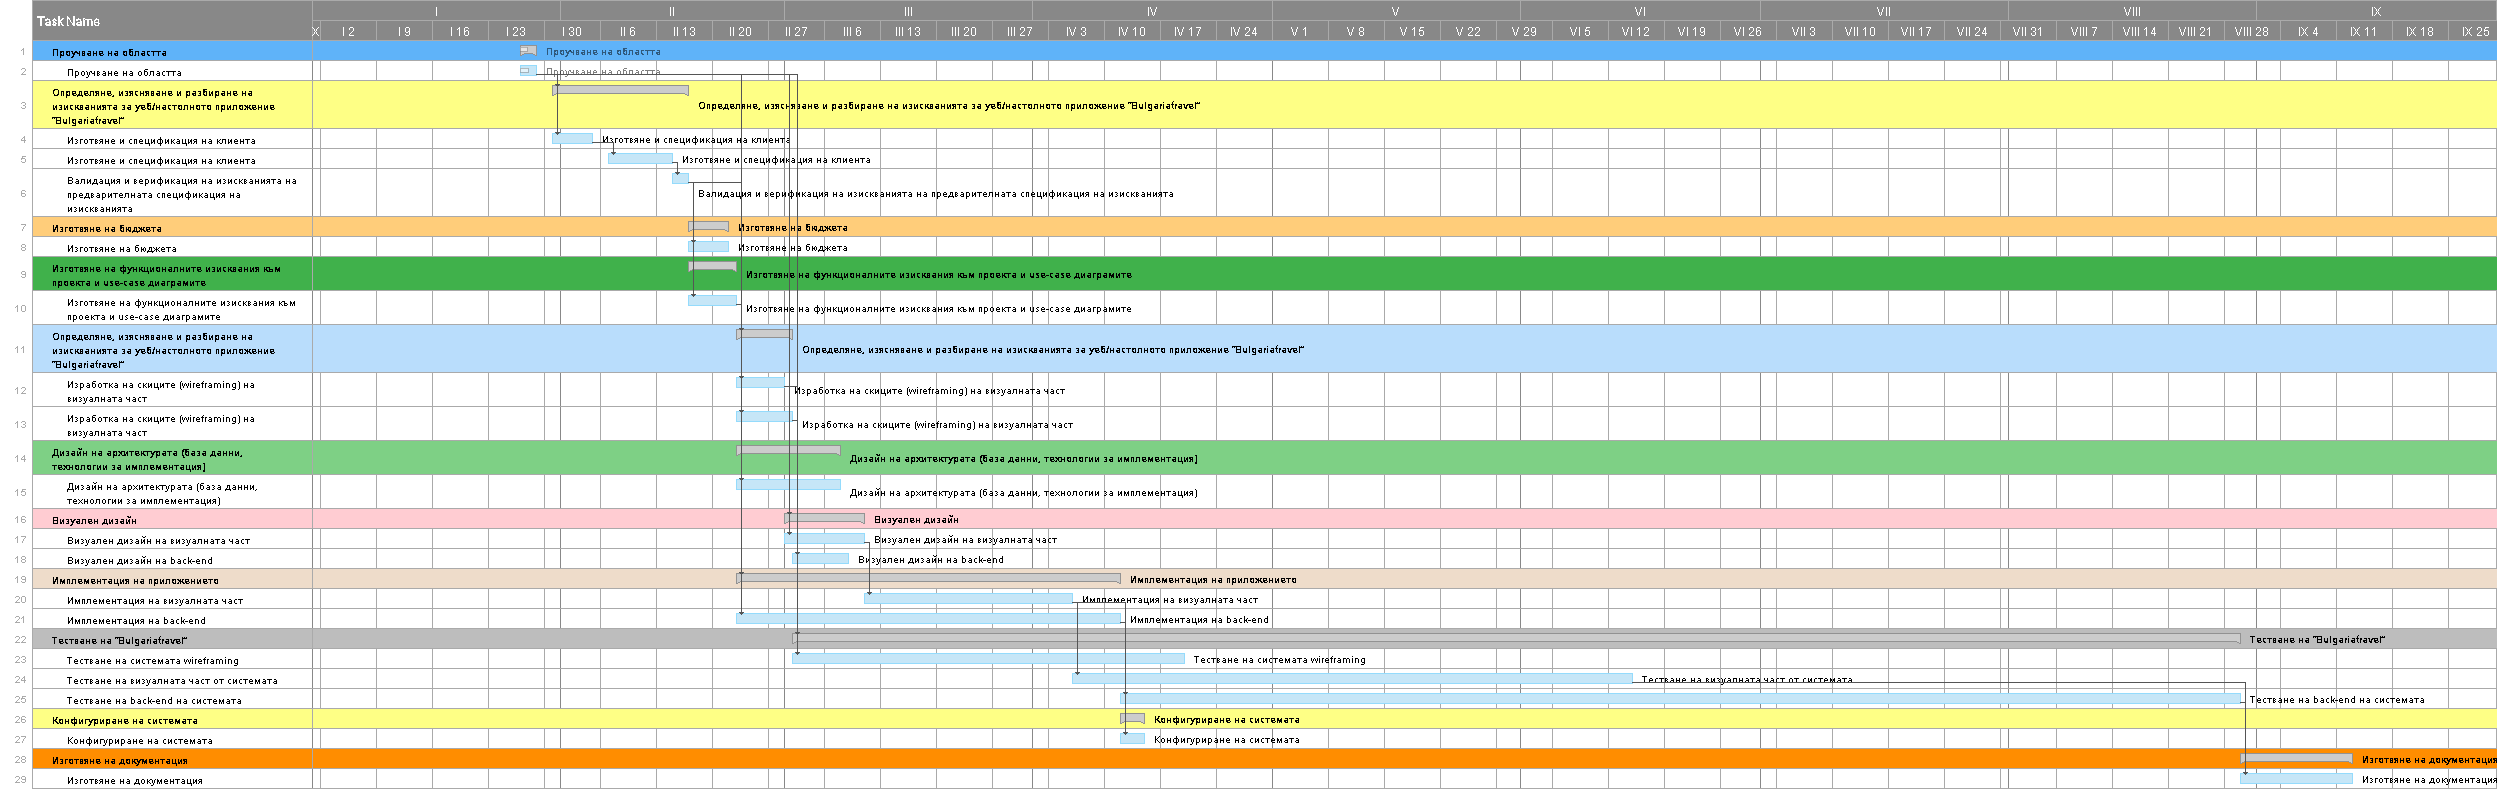 Task Name
I II III IV V VI VII VIII IX
X I 2 I 9 I 16 I 23 I 30 II 6 II 13 II 20 II 27 III 6 III 13 III 20 III 27 IV 3 IV 10 IV 17 IV 24 V 1 V 8 V 15 V 22 V 29 VI 5 VI 12 VI 19 VI 26 VII 3 VII 10 VII 17 VII 24 VII 31 VIII 7 VIII 14 VIII 21 VIII 28 IX 4 IX 11 IX 18 IX 25
1 Проучване на областта Проучване на областта
2 Проучване на областта Проучване на областта
Определяне, изясняване и разбиране на
3 изискванията за уеб/настолното приложение Определяне, изясняване и разбиране на изискванията за уеб/настолното приложение "Bulgariatravel"
"Bulgariatravel"
4 Изготвяне и спецификация на клиента Изготвяне и спецификация на клиента
5 Изготвяне и спецификация на клиента Изготвяне и спецификация на клиента
Валидация и верификация на изискванията на
6 предварителната спецификация на Валидация и верификация на изискванията на предварителната спецификация на изискванията
изискванията
7 Изготвяне на бюджета Изготвяне на бюджета
8 Изготвяне на бюджета Изготвяне на бюджета
Изготвяне на функционалните изисквания към
9 проекта и use-case диаграмите Изготвяне на функционалните изисквания към проекта и use-case диаграмите
Изготвяне на функционалните изисквания към
10 проекта и use-case диаграмите Изготвяне на функционалните изисквания към проекта и use-case диаграмите
Определяне, изясняване и разбиране на
11 изискванията за уеб/настолното приложение Определяне, изясняване и разбиране на изискванията за уеб/настолното приложение "Bulgariatravel"
"Bulgariatravel"
Изработка на скиците (wireframing) на
12 визуалната част Изработка на скиците (wireframing) на визуалната част
Изработка на скиците (wireframing) на
13 визуалната част Изработка на скиците (wireframing) на визуалната част
Дизайн на архитектурата (база данни,
14 технологии за имплементация) Дизайн на архитектурата (база данни, технологии за имплементация)
Дизайн на архитектурата (база данни,
15 технологии за имплементация) Дизайн на архитектурата (база данни, технологии за имплементация)
16 Визуален дизайн Визуален дизайн
17 Визуален дизайн на визуалната част Визуален дизайн на визуалната част
18 Визуален дизайн на back-end Визуален дизайн на back-end
19 Имплементация на приложението Имплементация на приложението
20 Имплементация на визуалната част Имплементация на визуалната част
21 Имплементация на back-end Имплементация на back-end
22 Тестване на "Bulgariatravel" Тестване на "Bulgariatravel"
23 Тестване на системата wireframing Тестване на системата wireframing
24 Тестване на визуалната част от системата Тестване на визуалната част от системата
25 Тестване на back-end на системата Тестване на back-end на системата
26 Конфигуриране на системата Конфигуриране на системата
27 Конфигуриране на системата Конфигуриране на системата
28 Изготвяне на документация Изготвяне на документация
29 Изготвяне на документация Изготвяне на документация